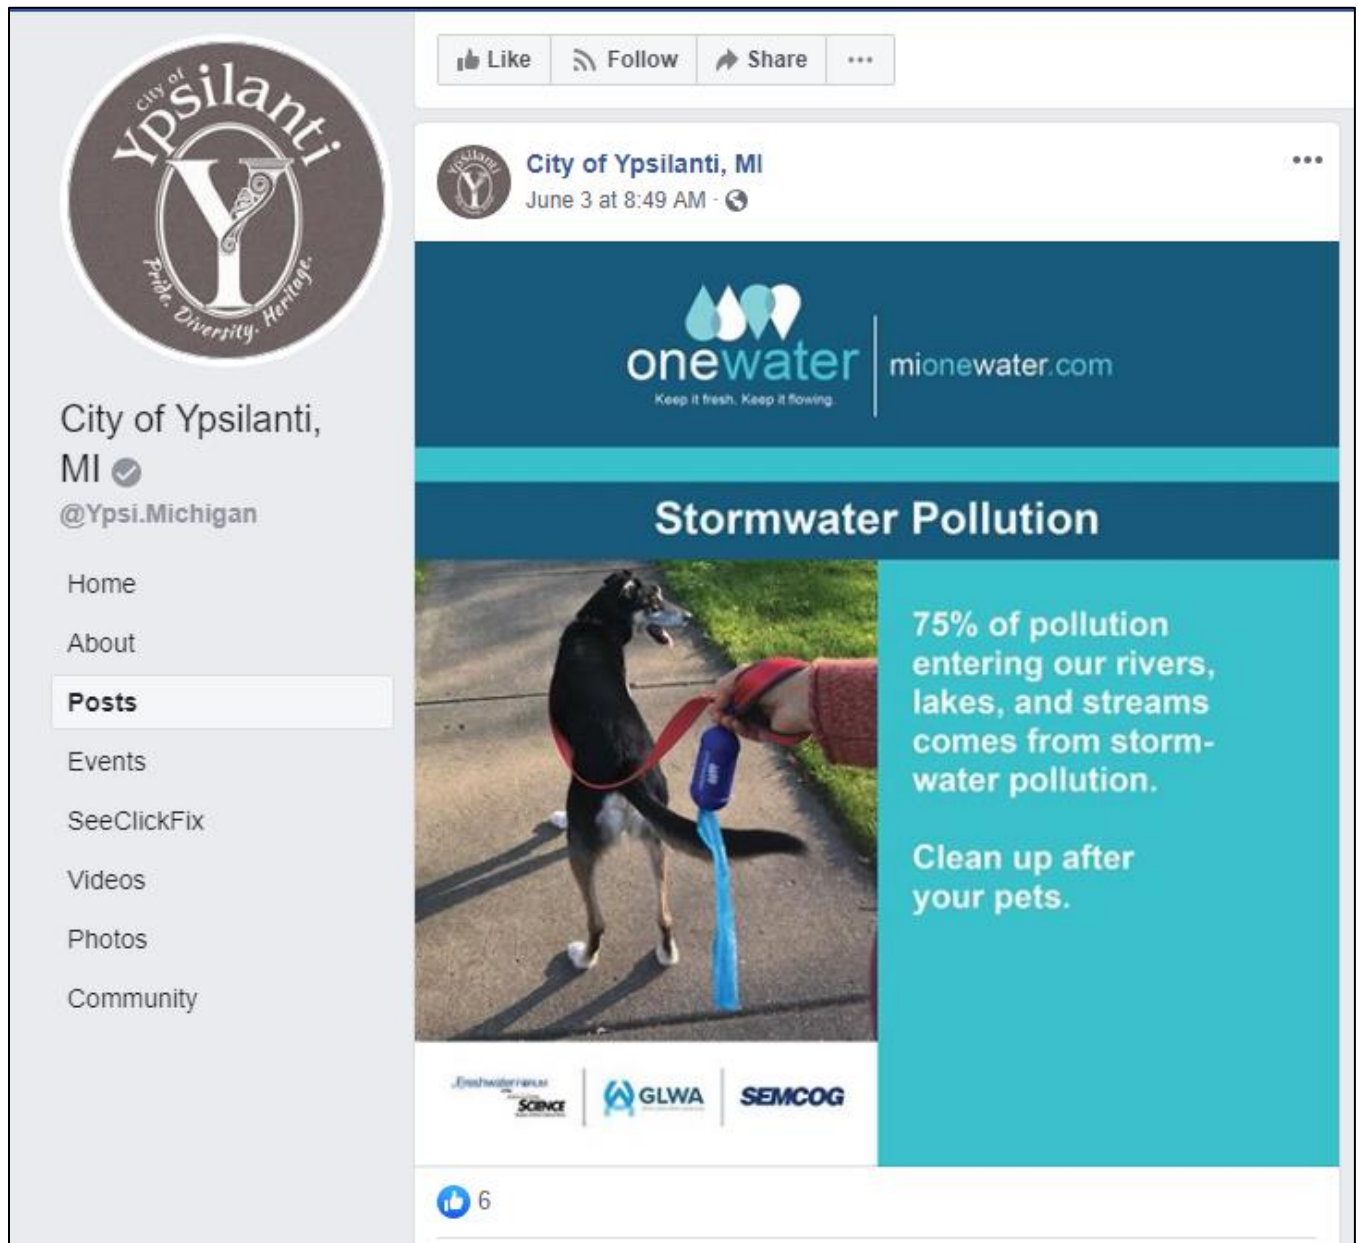 City of
Ypsilanti
Y
Pride. Diversity. Heritage.
City of Ypsilanti,
MI
@Ypsi.Michigan
Home
About
Posts
Events
SeeClickFix
Videos
Photos
Community
Like Follow Share ...
Ypsilanti
Y
City of Ypsilanti, MI
...
June 3 at 8:49 AM ·
onewater
Keep it fresh. Keep it flowing.
mionewater.com
Stormwater Pollution
75% of pollution
entering our rivers,
lakes, and streams
comes from storm-
water pollution.
Clean up after
your pets.
Freshwater
SCIENCE
GLWA
SEMCOG
6